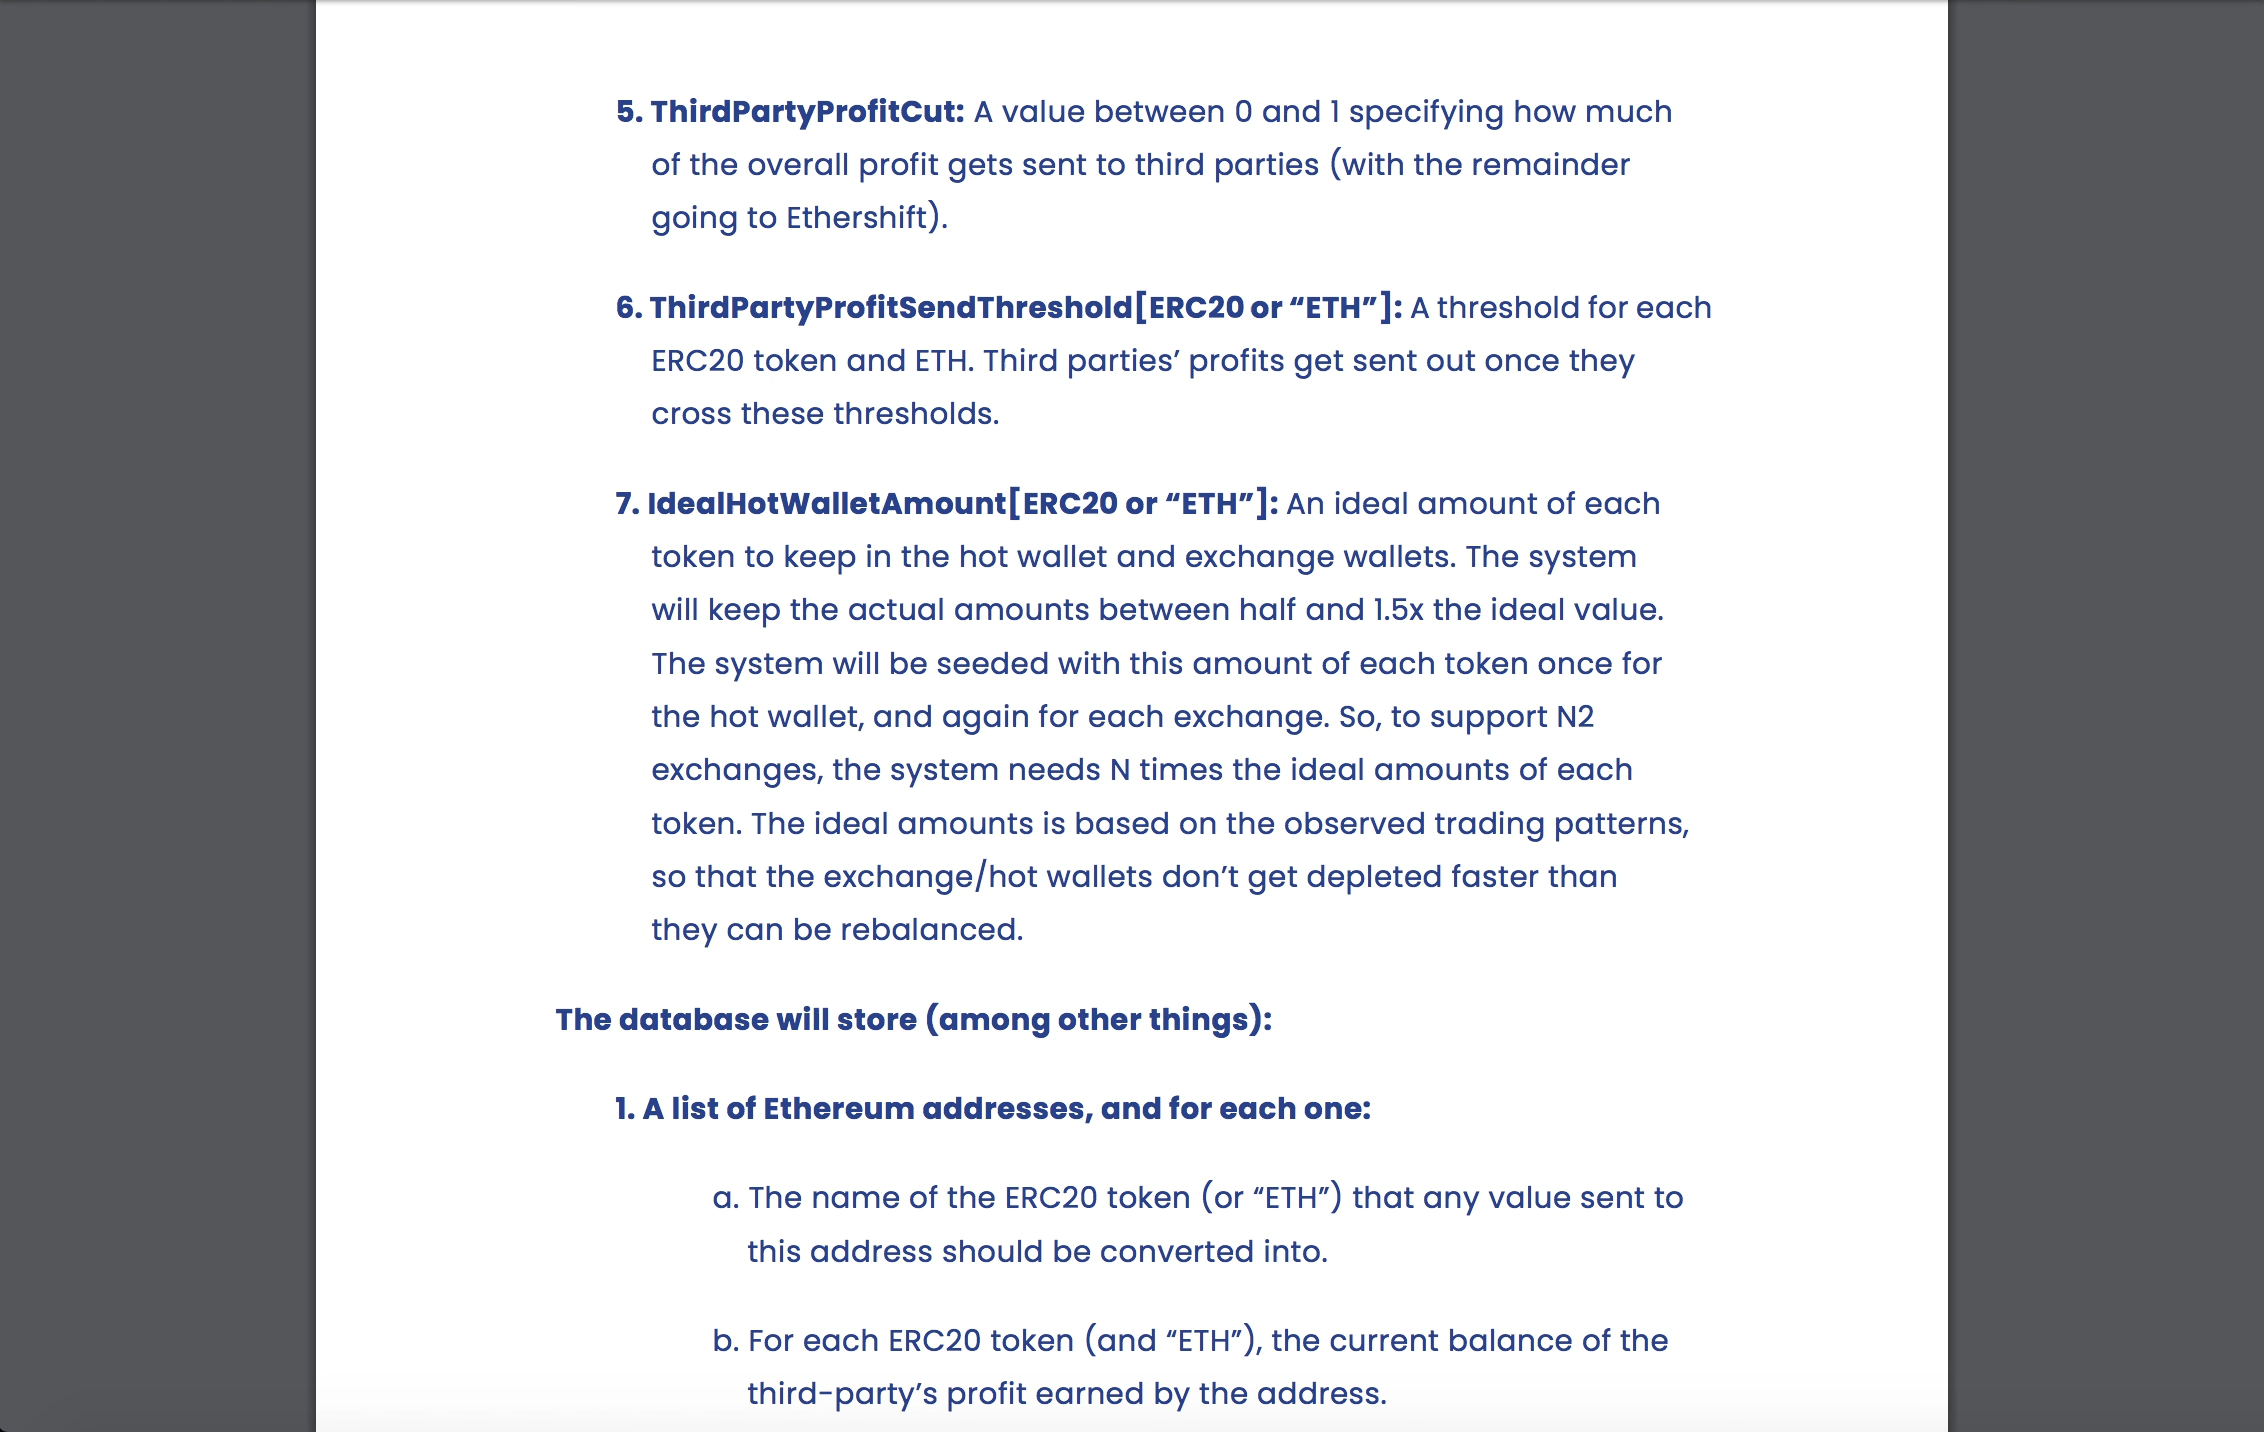 5. ThirdPartyProfitCut: A value between 0 and 1 specifying how much
of the overall profit gets sent to third parties (with the remainder
going to Ethershift).
6. ThirdPartyProfitSendThreshold[ERC20 or “ETH”]: A threshold for each
ERC20 token and ETH. Third parties’ profits get sent out once they
cross these thresholds.
7. IdealHotWalletAmount[ERC20 or “ETH”]: An ideal amount of each
token to keep in the hot wallet and exchange wallets. The system
will keep the actual amounts between half and 1.5x the ideal value.
The system will be seeded with this amount of each token once for
the hot wallet, and again for each exchange. So, to support N2
exchanges, the system needs N times the ideal amounts of each
token. The ideal amounts is based on the observed trading patterns,
so that the exchange/hot wallets don’t get depleted faster than
they can be rebalanced.
The database will store (among other things):
1. A list of Ethereum addresses, and for each one:
a. The name of the ERC20 token (or “ETH”) that any value sent to
this address should be converted into.
b. For each ERC20 token (and “ETH”), the current balance of the
third-party’s profit earned by the address.